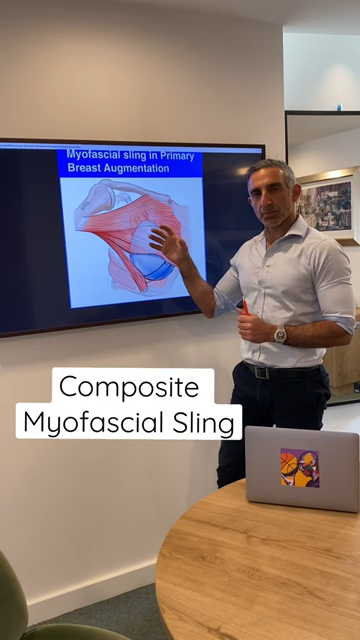 Myofascial sling in Primary
Breast Augmentation
Composite
Myofascial Sling